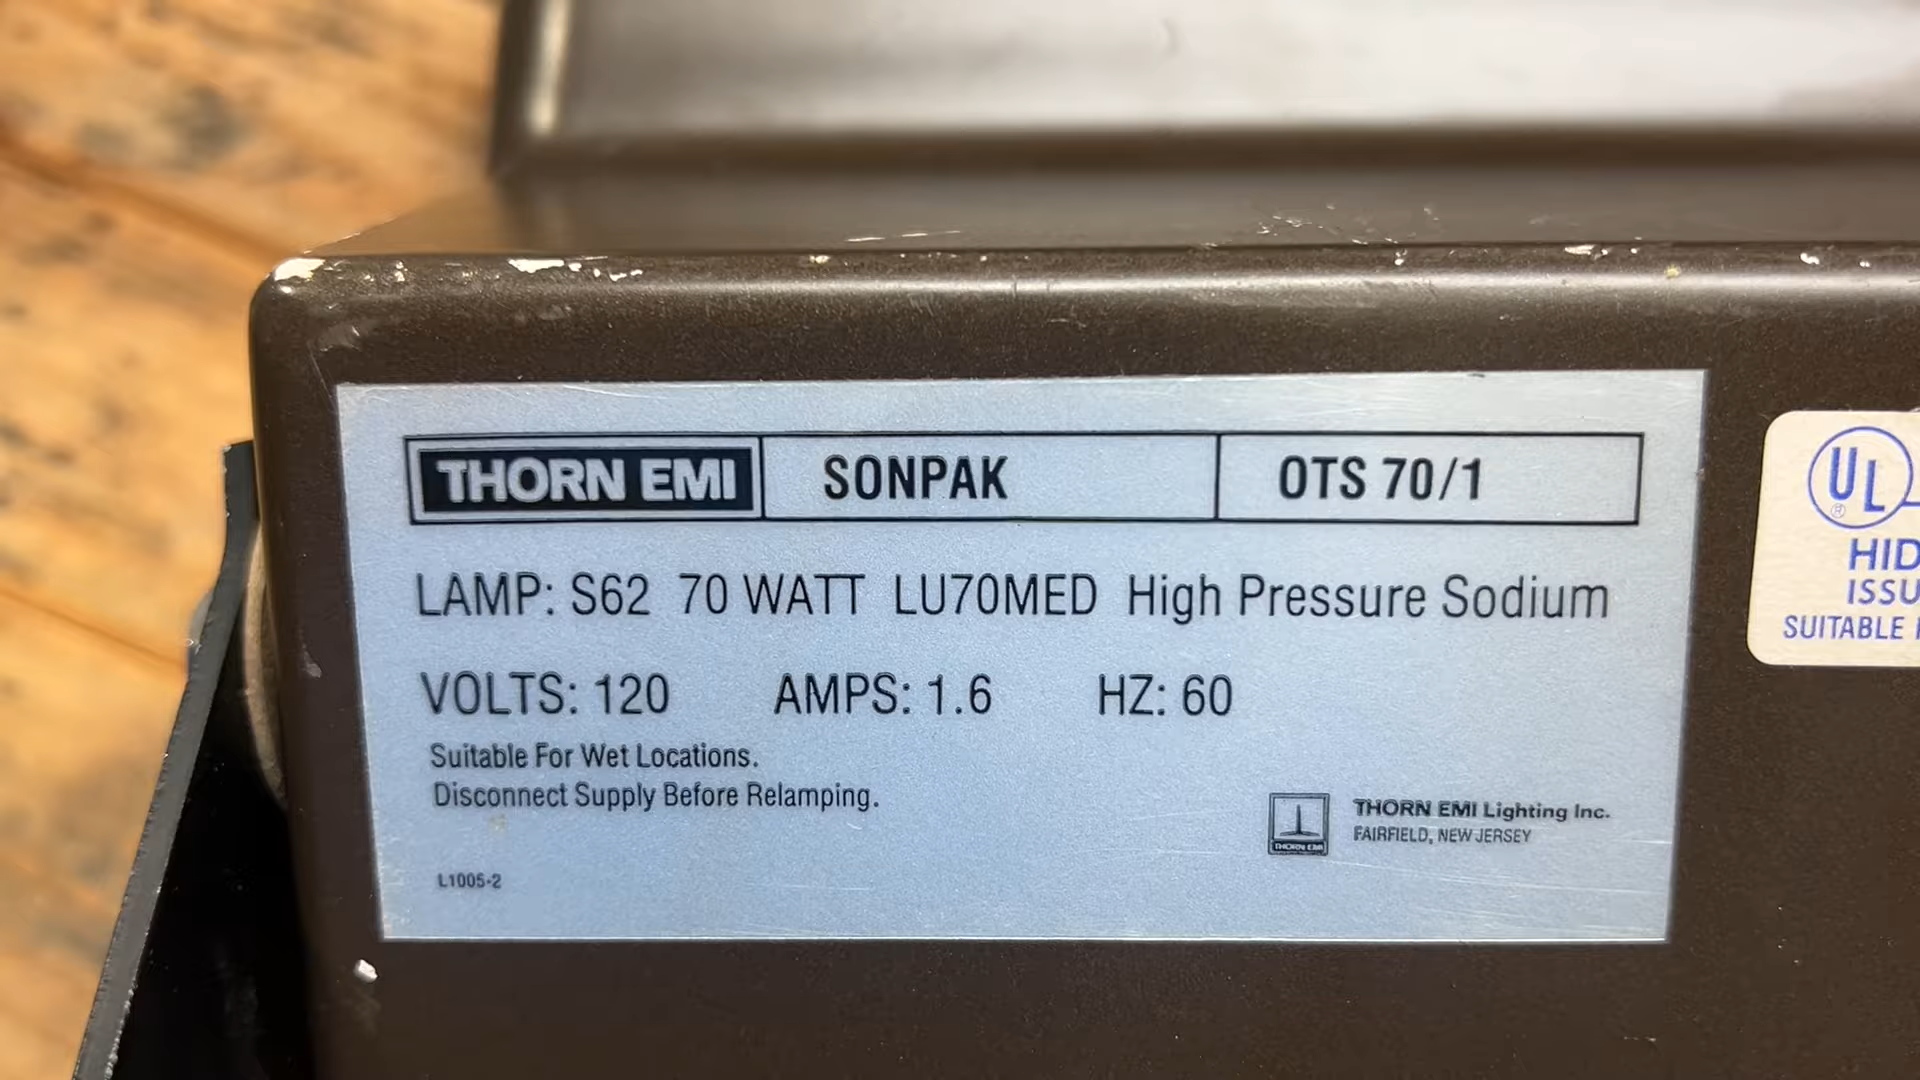 THORN EMI SONPAK OTS 70/1
LAMP: S62 70 WATT LU70MED High Pressure Sodium
VOLTS: 120 AMPS: 1.6 HZ: 60
Suitable For Wet Locations.
Disconnect Supply Before Relamping.
THORN EMI
THORN EMI Lighting Inc.
FAIRFIELD, NEW JERSEY
L1005-2
UL
®
HID
ISSU
SUITABLE